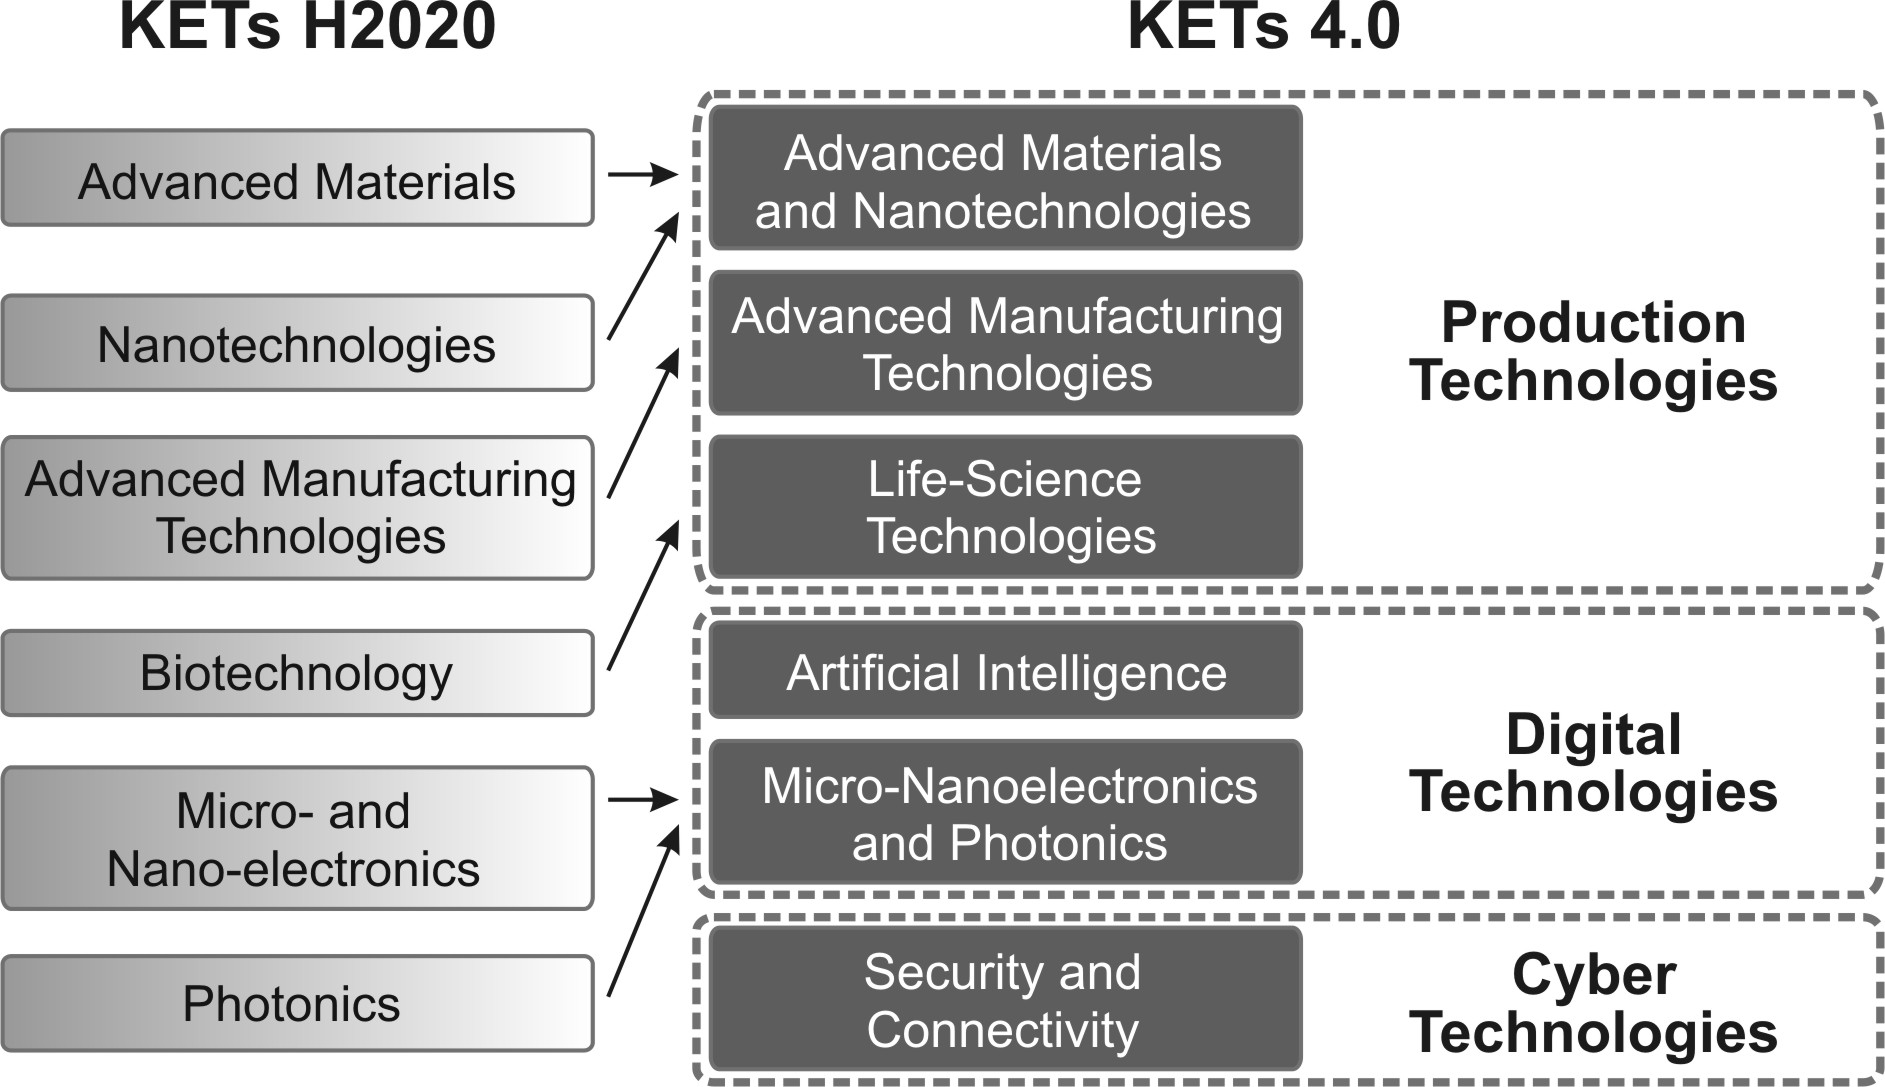 KETs H2020
KETs 4.0
Advanced Materials
Nanotechnologies
Advanced Manufacturing
Technologies
Biotechnology
Micro- and
Nano-electronics
Photonics
Advanced Materials
and Nanotechnologies
Advanced Manufacturing
Technologies
Life-Science
Technologies
Production
Technologies
Artificial Intelligence
Micro-Nanoelectronics
and Photonics
Digital
Technologies
Security and
Connectivity
Cyber
Technologies